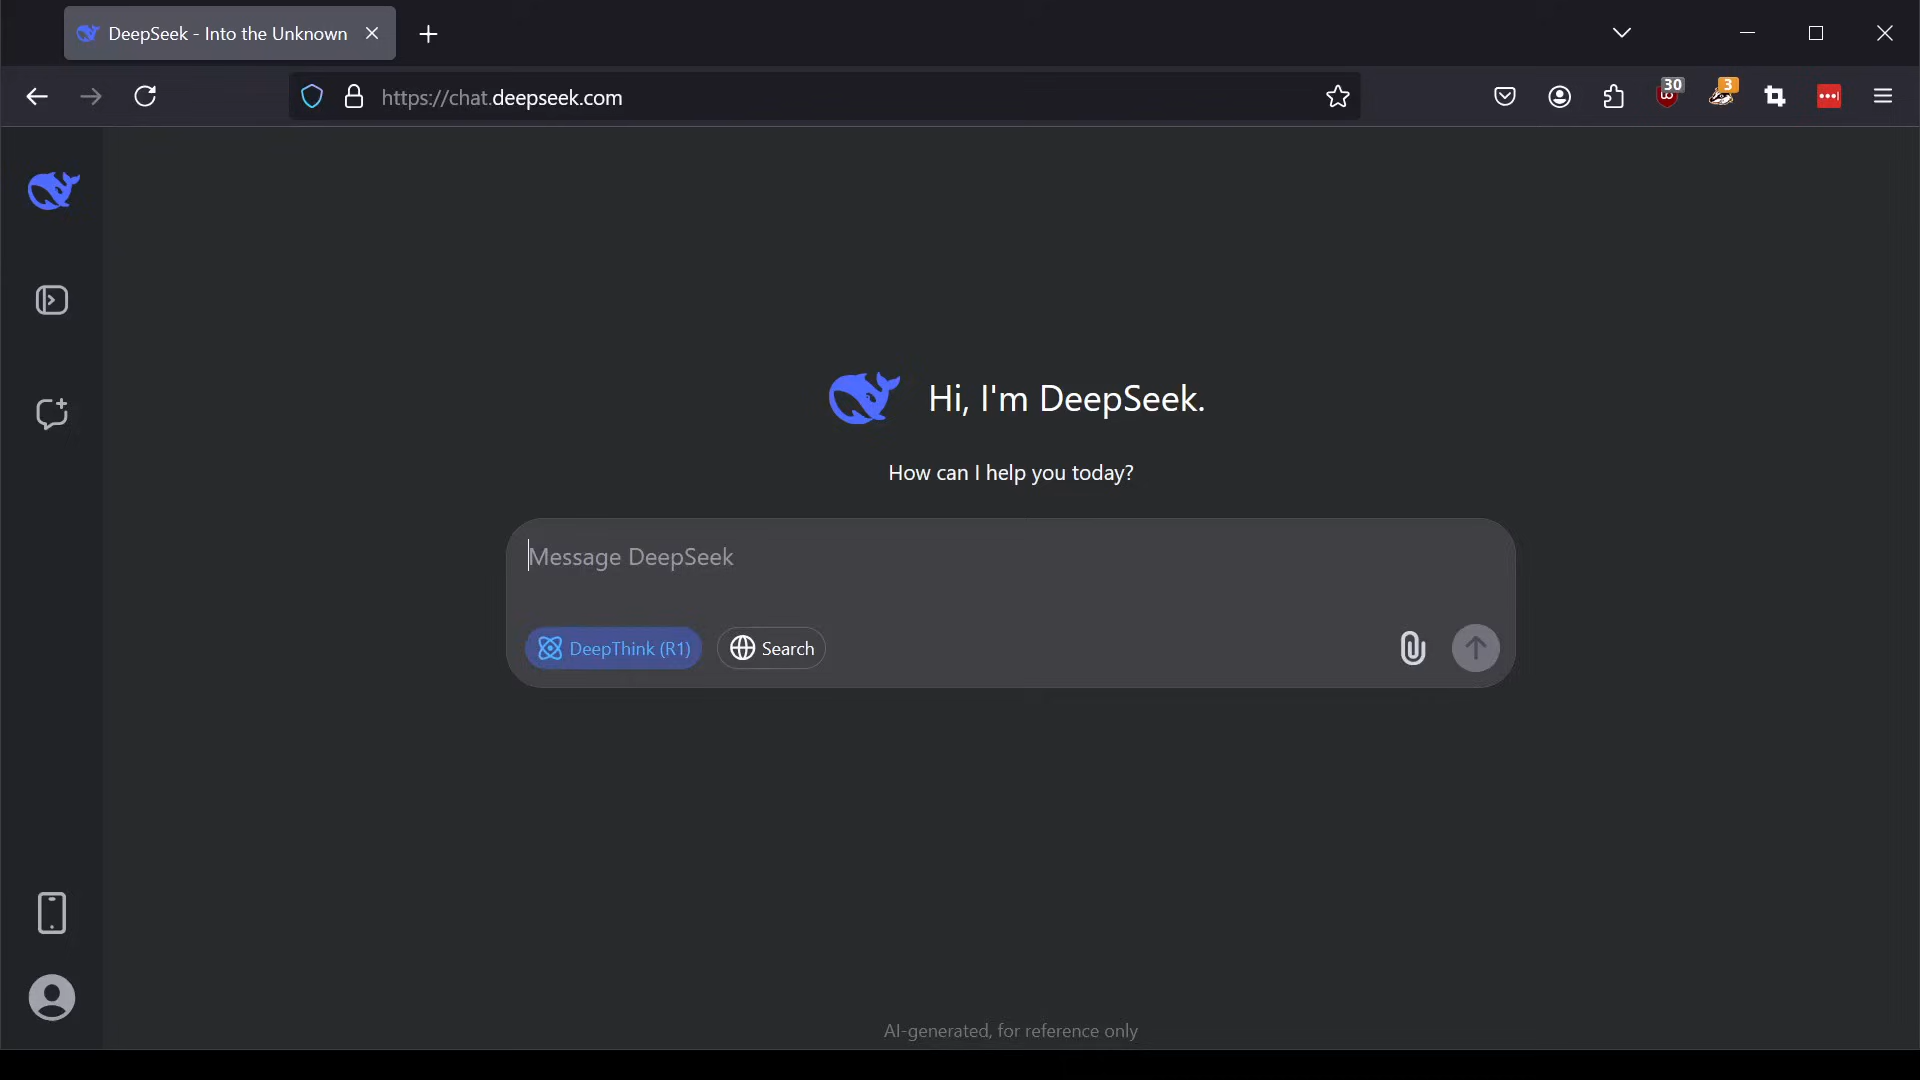 DeepSeek - Into the Unknown
https://chat.deepseek.com
30
3
Hi, I'm DeepSeek.
How can I help you today?
Message DeepSeek
DeepThink (R1)
Search
AI-generated, for reference only